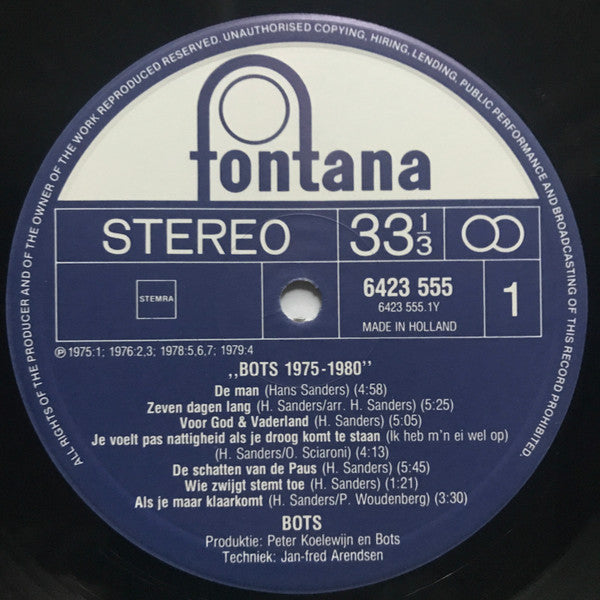 ALL RIGHTS OF THE PRODUCER AND OF THE OWNER OF THE WORK REPRODUCED RESERVED. UNAUTHORISED COPYING, HIRING, LENDING, PUBLIC PERFORMANCE AND BROADCASTING OF THIS RECORD PROHIBITED.
fontana
STEREO 33⅓
STEMRA
6423 555
6423 555.1Y
MADE IN HOLLAND
1
Ⓟ1975:1; 1976:2,3; 1978:5,6,7; 1979:4
,,BOTS 1975-1980''
De man (Hans Sanders) (4:58)
Zeven dagen lang (H. Sanders/arr. H. Sanders) (5:25)
Voor God & Vaderland (H. Sanders) (5:05)
Je voelt pas nattigheid als je droog komt te staan (Ik heb m'n ei wel op)
(H. Sanders/O. Sciaroni) (4:13)
De schatten van de Paus (H. Sanders) (5:45)
Wie zwijgt stemt toe (H. Sanders) (1:21)
Als je maar klaarkomt (H. Sanders/P. Woudenberg) (3:30)
BOTS
Produktie: Peter Koelewijn en Bots
Techniek: Jan-fred Arendsen